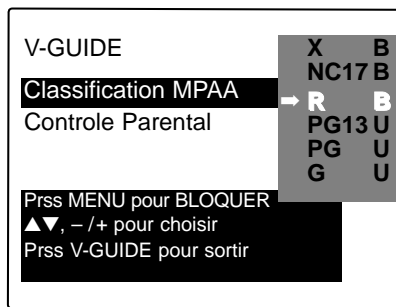 V-GUIDE
Classification MPAA
Controle Parental
X B
NC17 B
➡ R B
PG13 U
PG U
G U
Prss MENU pour BLOQUER
▲▼, – /+ pour choisir
Prss V-GUIDE pour sortir